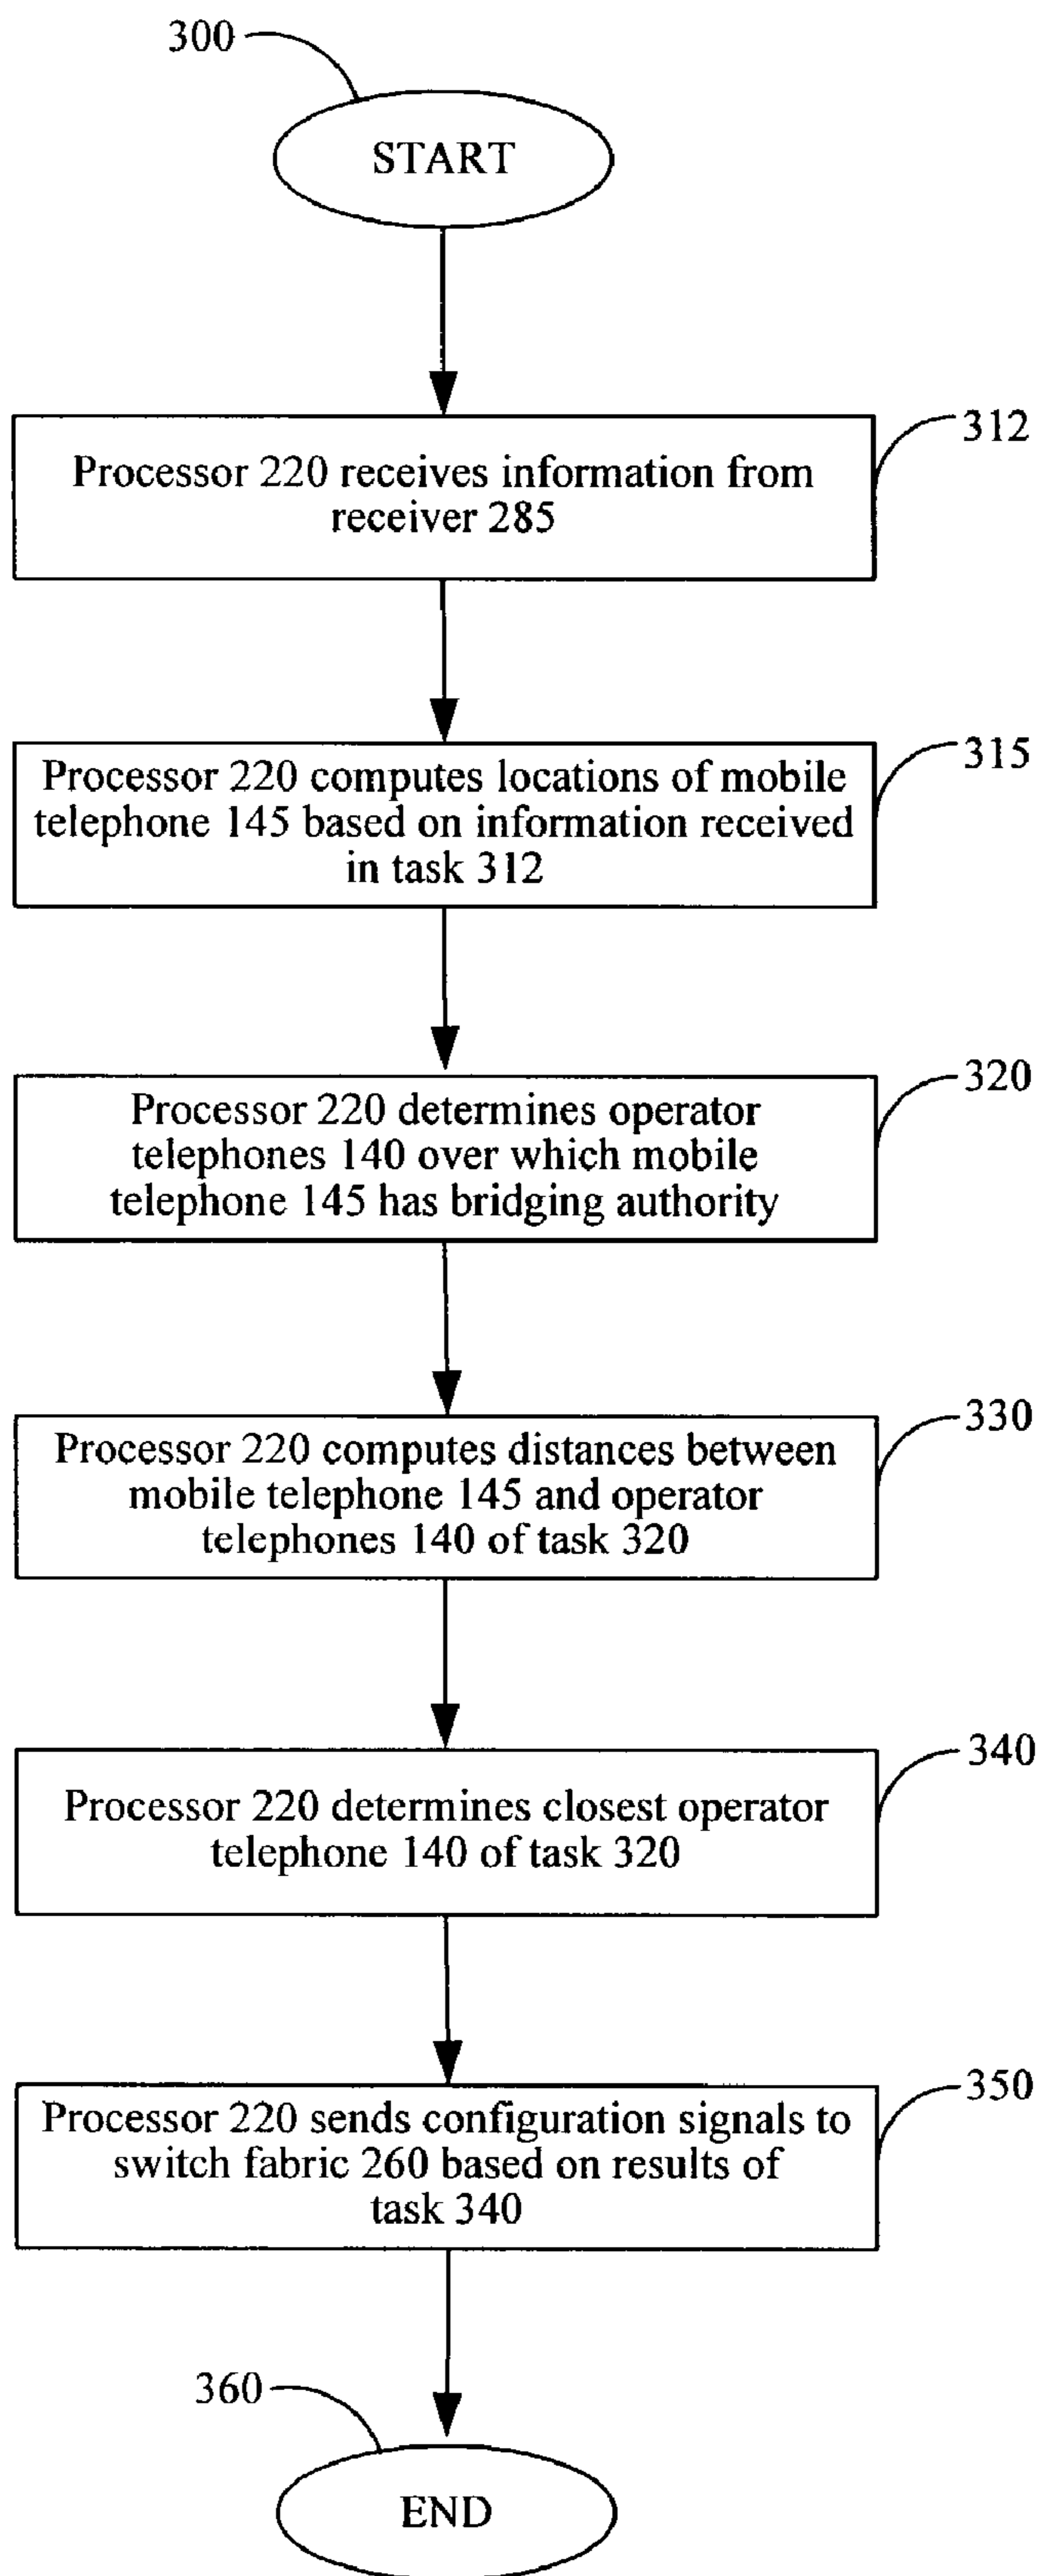 300
START
312
Processor 220 receives information from
receiver 285
315
Processor 220 computes locations of mobile
telephone 145 based on information received
in task 312
320
Processor 220 determines operator
telephones 140 over which mobile
telephone 145 has bridging authority
330
Processor 220 computes distances between
mobile telephone 145 and operator
telephones 140 of task 320
340
Processor 220 determines closest operator
telephone 140 of task 320
350
Processor 220 sends configuration signals to
switch fabric 260 based on results of
task 340
360
END